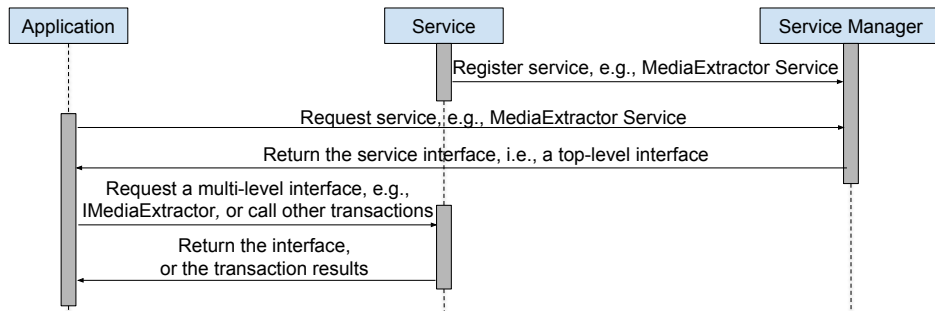 Application
Service
Service Manager
Register service, e.g., MediaExtractor Service
Request service, e.g., MediaExtractor Service
Return the service interface, i.e., a top-level interface
Request a multi-level interface, e.g.,
IMediaExtractor, or call other transactions
Return the interface,
or the transaction results